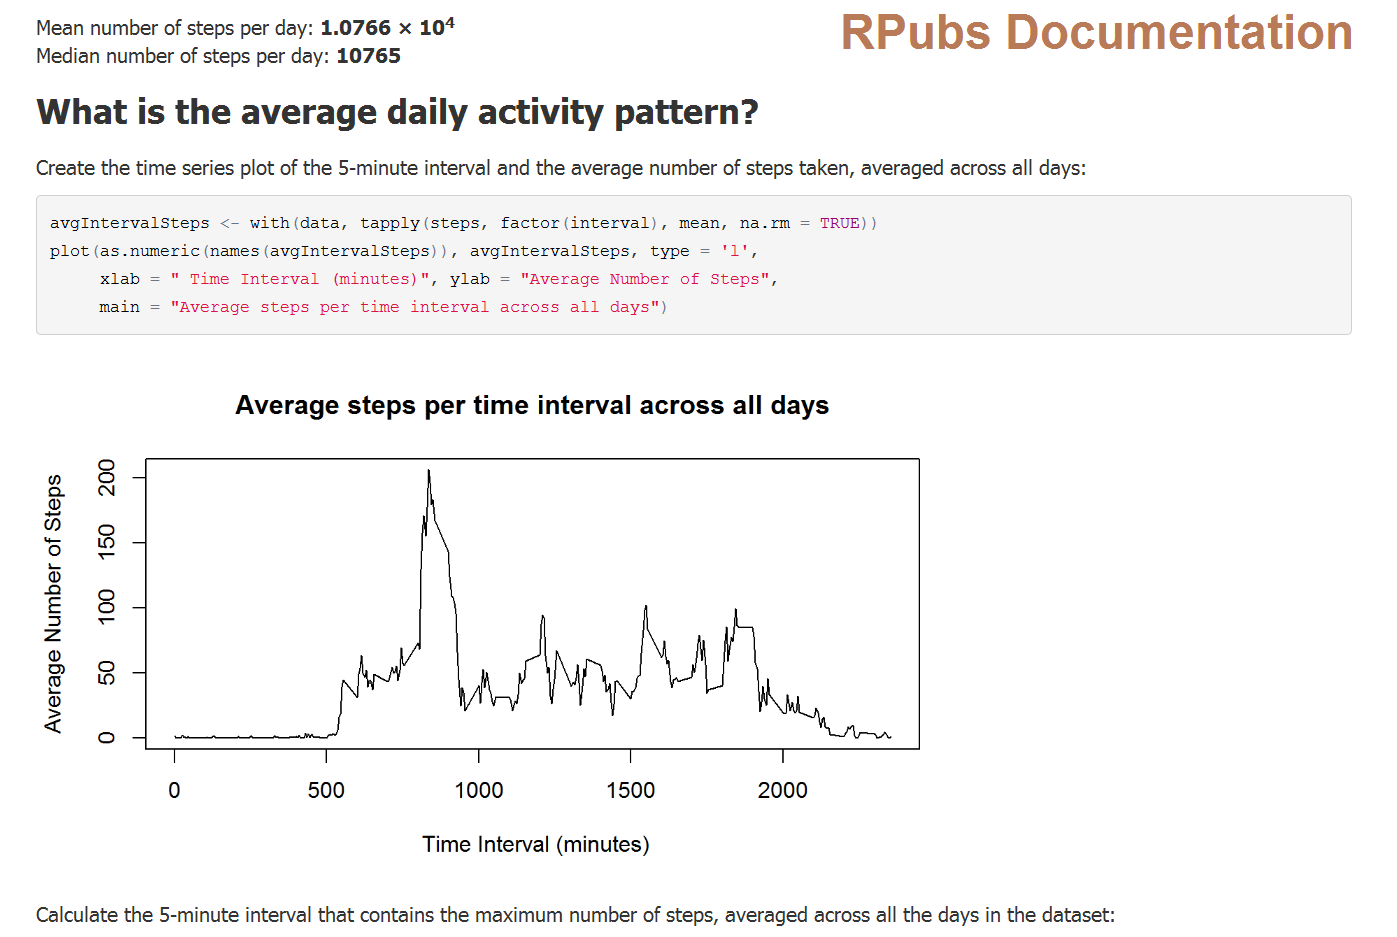 Mean number of steps per day: 1.0766 × 10⁴
RPubs Documentation
Median number of steps per day: 10765
What is the average daily activity pattern?
Create the time series plot of the 5-minute interval and the average number of steps taken, averaged across all days:
avgIntervalSteps <- with(data, tapply(steps, factor(interval), mean, na.rm = TRUE))
plot(as.numeric(names(avgIntervalSteps)), avgIntervalSteps, type = 'l',
     xlab = " Time Interval (minutes)", ylab = "Average Number of Steps",
     main = "Average steps per time interval across all days")
Average steps per time interval across all days
Average Number of Steps
200
150
100
50
0
0 500 1000 1500 2000
Time Interval (minutes)
Calculate the 5-minute interval that contains the maximum number of steps, averaged across all the days in the dataset: